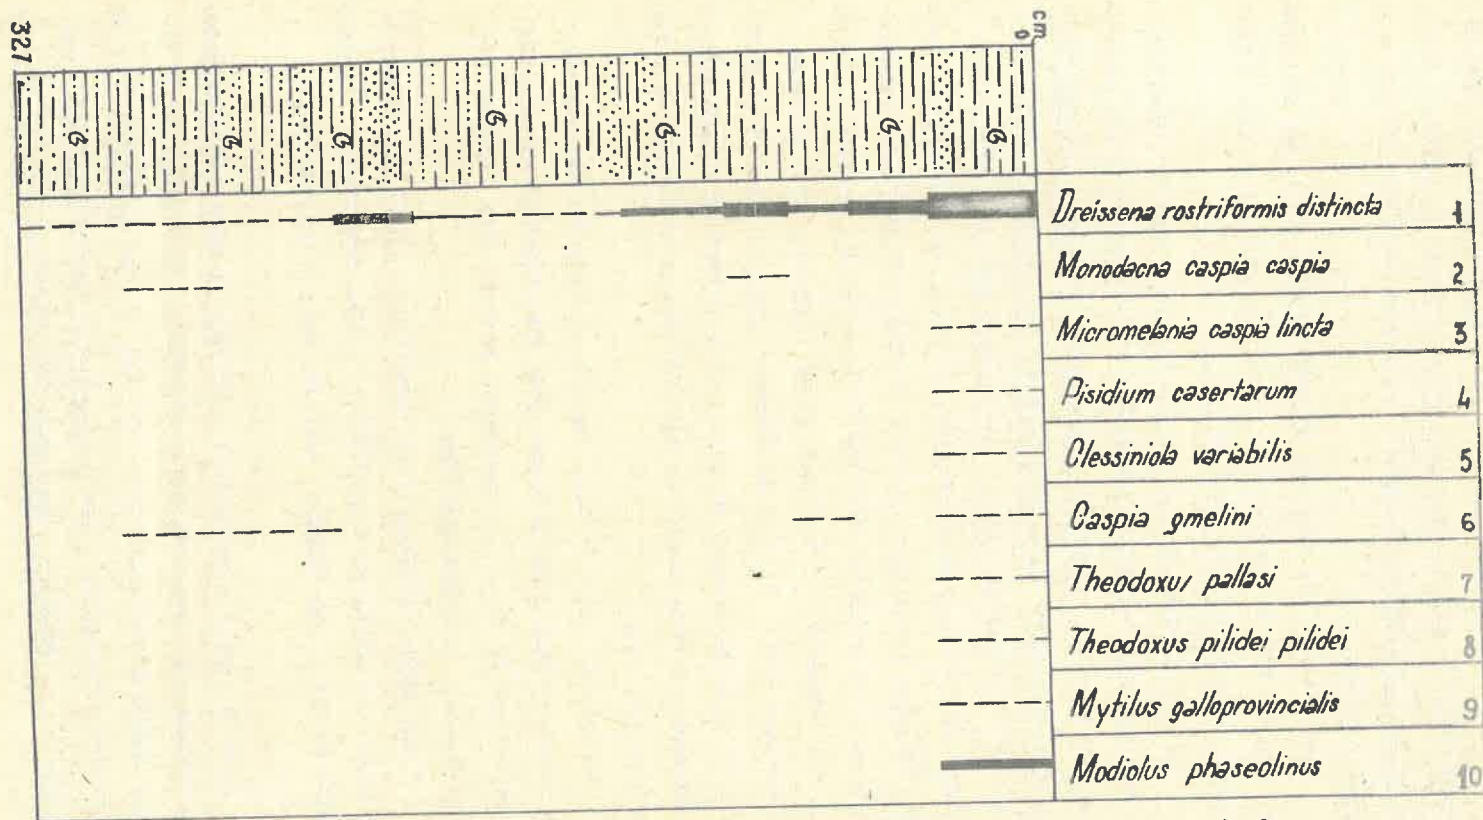 327
cm
0
Dreissena rostriformis distincta 1
Monodacna caspia caspia 2
Micromelania caspia lincta 3
Pisidium casertarum 4
Clessiniola variabilis 5
Caspia gmelini 6
Theodoxus pallasi 7
Theodoxus pilidei pilidei 8
Mytilus galloprovincialis 9
Modiolus phaseolinus 10